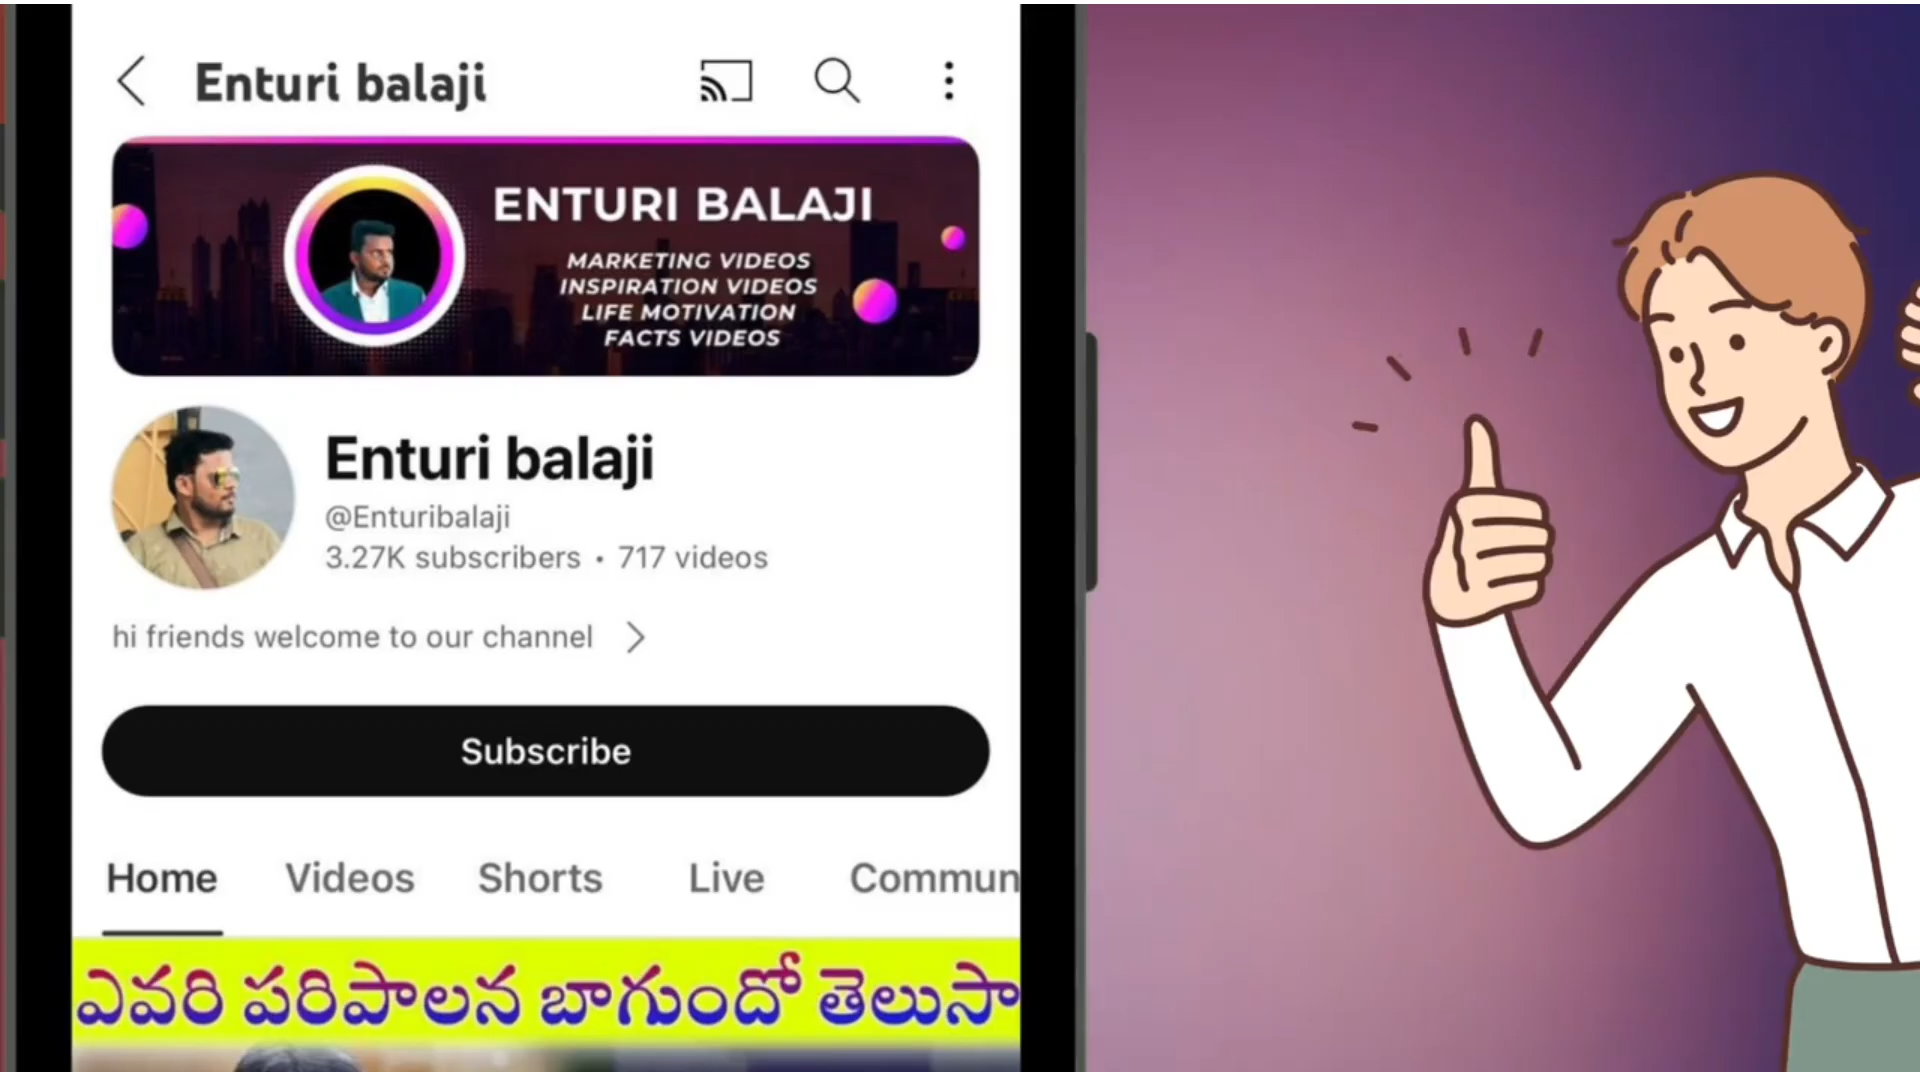 Enturi balaji
ENTURI BALAJI
MARKETING VIDEOS
INSPIRATION VIDEOS
LIFE MOTIVATION
FACTS VIDEOS
Enturi balaji
@Enturibalaji
3.27K subscribers • 717 videos
hi friends welcome to our channel
Subscribe
Home Videos Shorts Live Commun
ఎవరి పరిపాలన బాగుందో తెలుసా